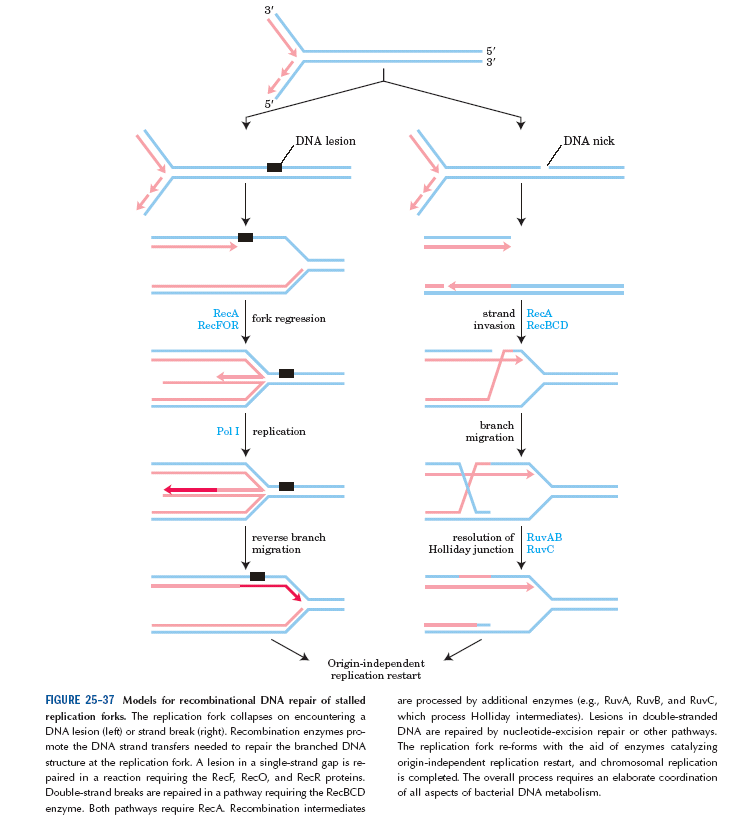 3′
5′
3′
5′
DNA lesion
DNA nick
RecA
RecFOR
fork regression
strand
invasion
RecA
RecBCD
Pol I
replication
branch
migration
reverse branch
migration
resolution of
Holliday junction
RuvAB
RuvC
Origin-independent
replication restart
FIGURE 25–37 Models for recombinational DNA repair of stalled
replication forks. The replication fork collapses on encountering a
DNA lesion (left) or strand break (right). Recombination enzymes pro-
mote the DNA strand transfers needed to repair the branched DNA
structure at the replication fork. A lesion in a single-strand gap is re-
paired in a reaction requiring the RecF, RecO, and RecR proteins.
Double-strand breaks are repaired in a pathway requiring the RecBCD
enzyme. Both pathways require RecA. Recombination intermediates
are processed by additional enzymes (e.g., RuvA, RuvB, and RuvC,
which process Holliday intermediates). Lesions in double-stranded
DNA are repaired by nucleotide-excision repair or other pathways.
The replication fork re-forms with the aid of enzymes catalyzing
origin-independent replication restart, and chromosomal replication
is completed. The overall process requires an elaborate coordination
of all aspects of bacterial DNA metabolism.